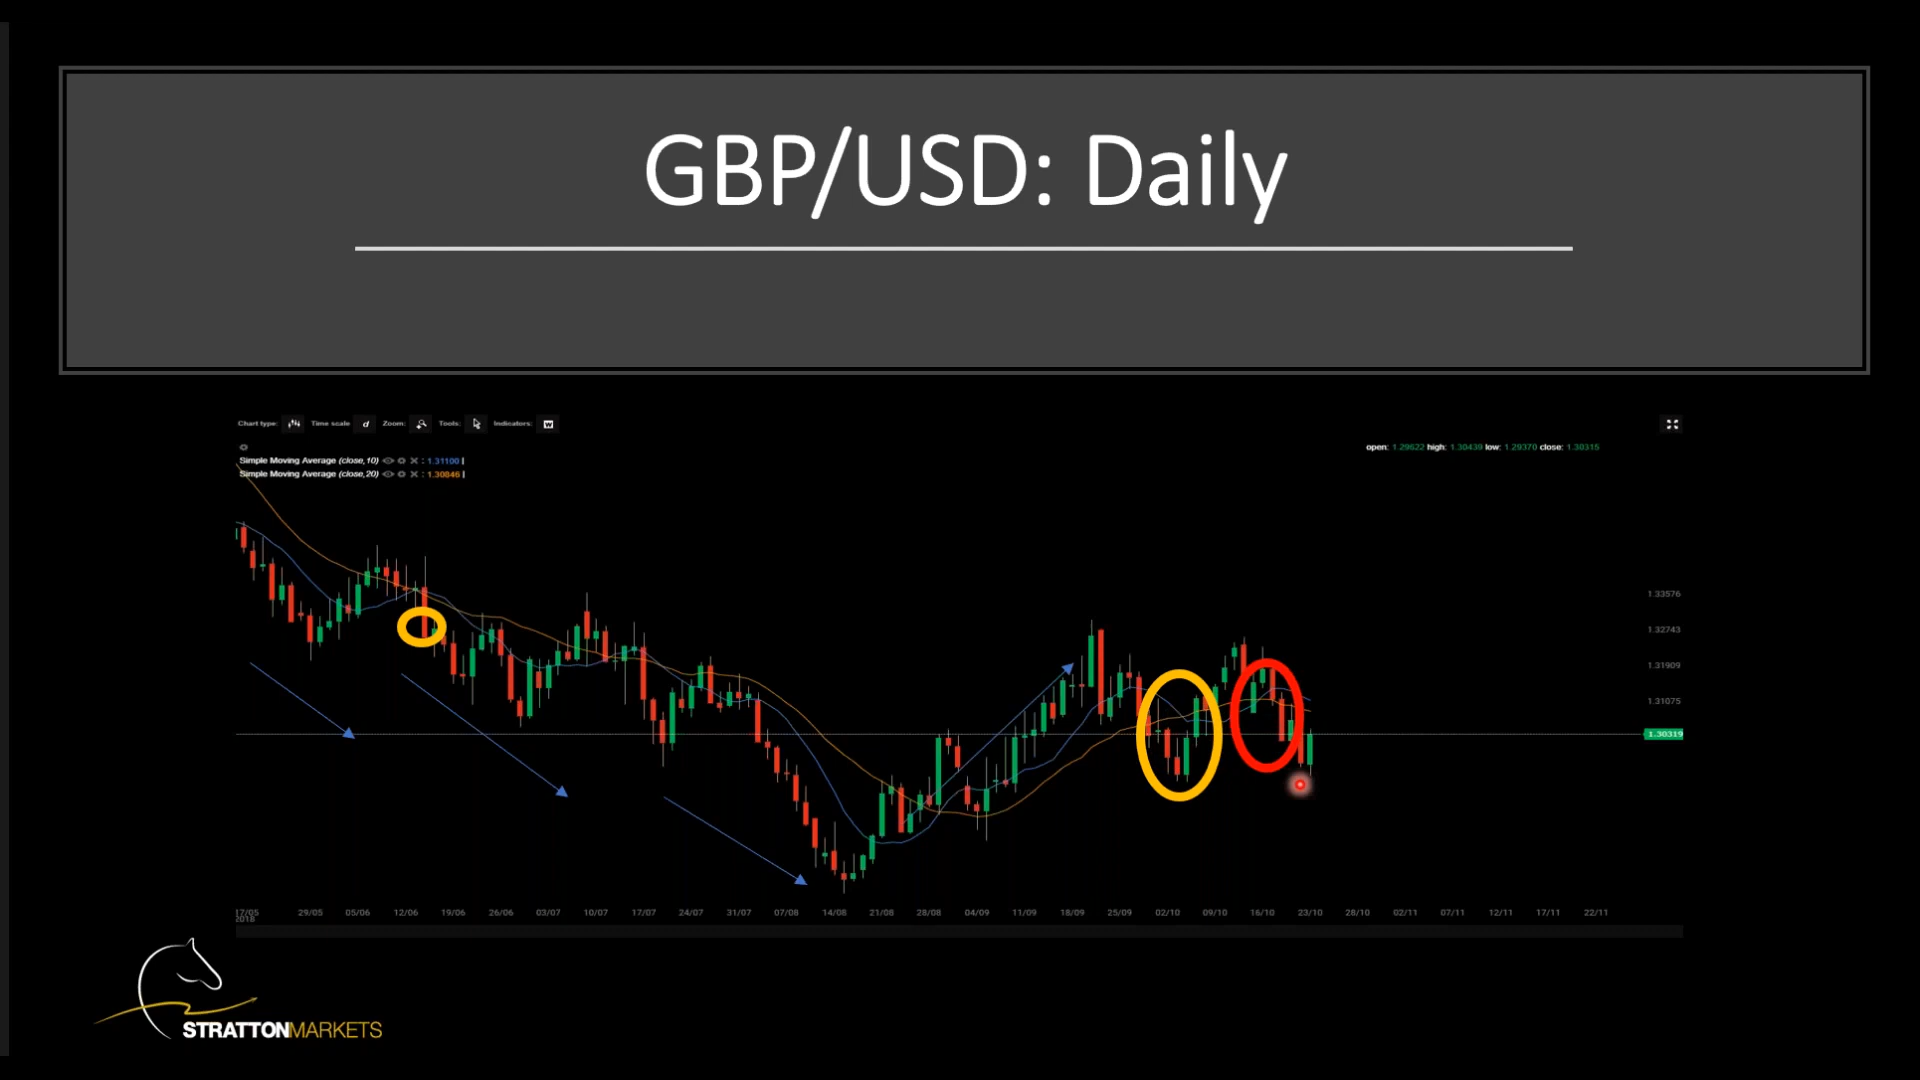 GBP/USD: Daily
Chart type: Time scale d Zoom: Tools: Indicators:
open: 1.29622 high: 1.30439 low: 1.29370 close: 1.30315
Simple Moving Average (close,10) : 1.31100
Simple Moving Average (close,20) : 1.30846
1.33576
1.32743
1.31909
1.31075
1.30319
17/05 29/05 05/06 12/06 19/06 26/06 03/07 10/07 17/07 24/07 31/07 07/08 14/08 21/08 28/08 04/09 11/09 18/09 25/09 02/10 09/10 16/10 23/10 28/10 02/11 07/11 12/11 17/11 22/11
2018
STRATTONMARKETS